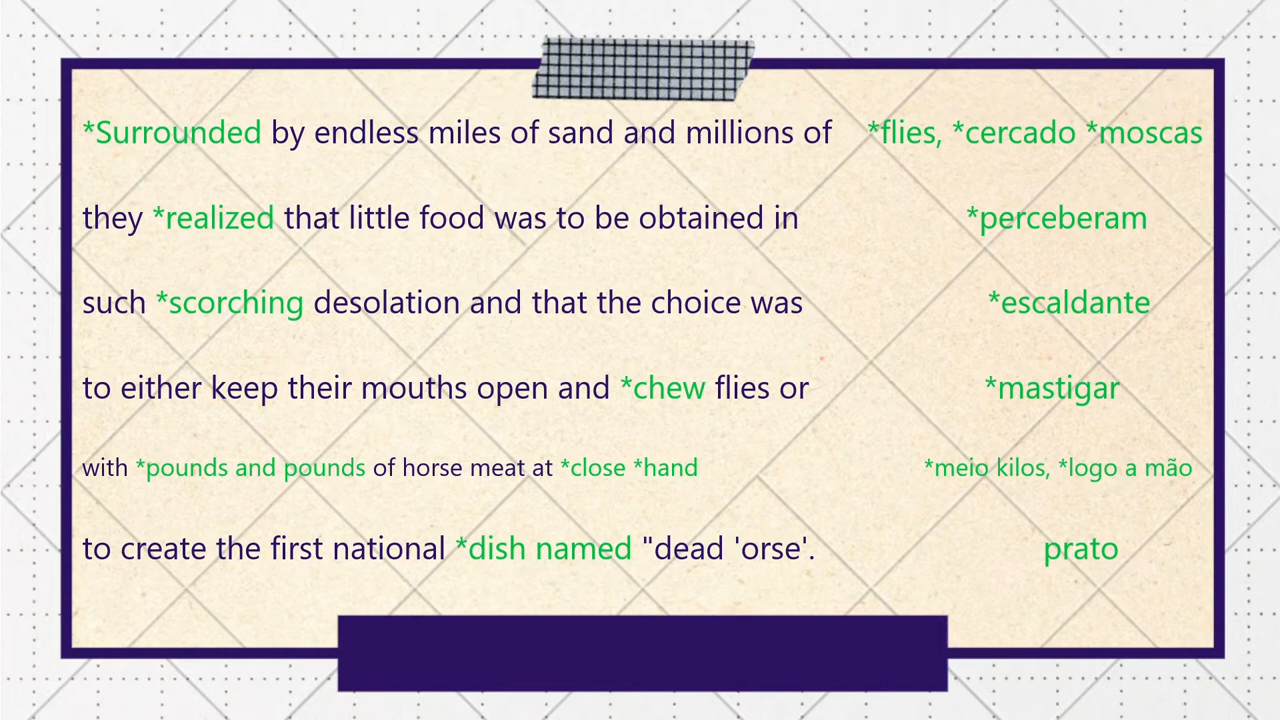 *Surrounded by endless miles of sand and millions of *flies, *cercado *moscas
they *realized that little food was to be obtained in *perceberam
such *scorching desolation and that the choice was *escaldante
to either keep their mouths open and *chew flies or *mastigar
with *pounds and pounds of horse meat at *close *hand *meio kilos, *logo a mão
to create the first national *dish named "dead 'orse'. prato